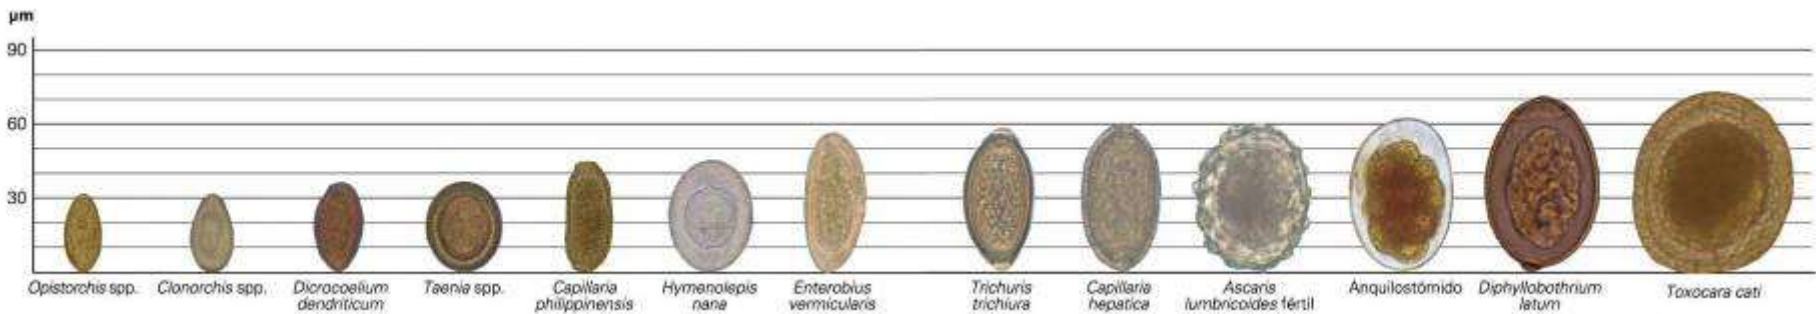 µm
90
60
30
Opistorchis spp.
Clonorchis spp.
Dicrocoelium
dendriticum
Taenia spp.
Capillaria
philippinensis
Hymenolepis
nana
Enterobius
vermicularis
Trichuris
trichiura
Capillaria
hepatica
Ascaris
lumbricoides fértil
Anquilostómido
Diphyllobothrium
latum
Toxocara cati